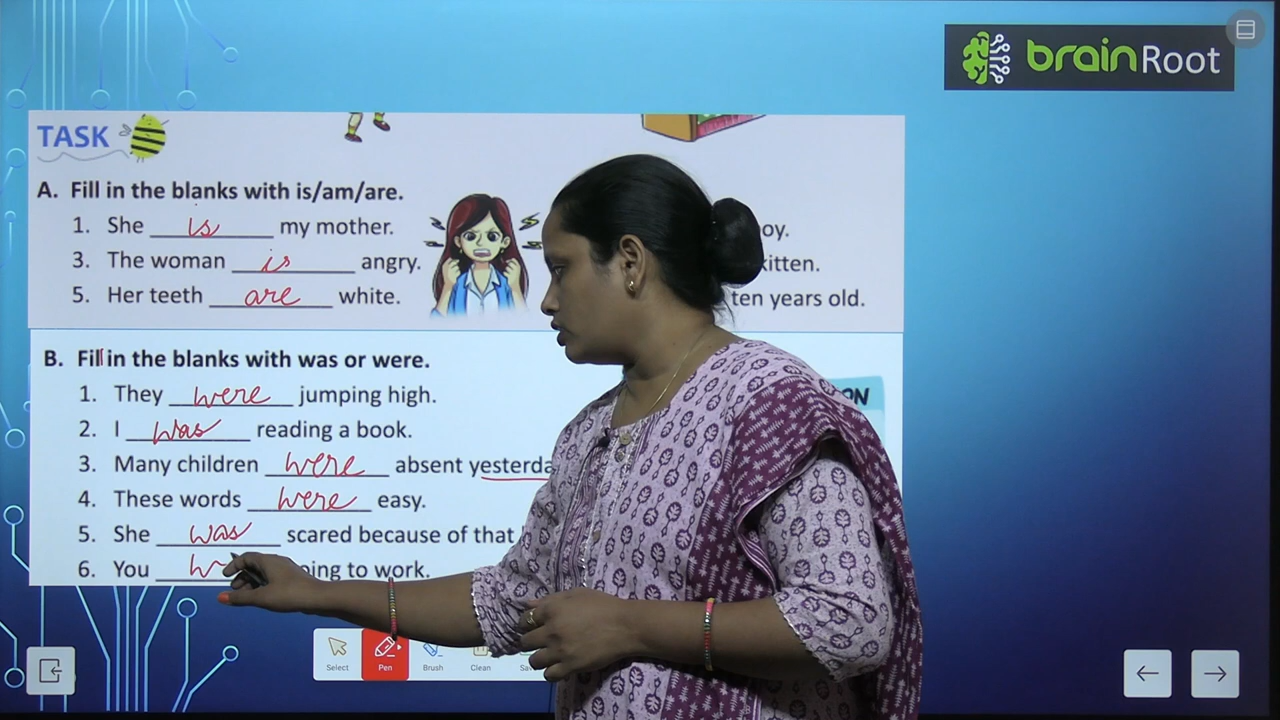 brainRoot
TASK
A. Fill in the blanks with is/am/are.
1. She is my mother.
oy.
3. The woman is angry.
kitten.
5. Her teeth are white.
ten years old.
B. Fill in the blanks with was or were.
1. They were jumping high.
ON
2. I was reading a book.
3. Many children were absent yesterda
4. These words were easy.
5. She was scared because of that
6. You w oing to work.
Select Pen Brush Clean Sav